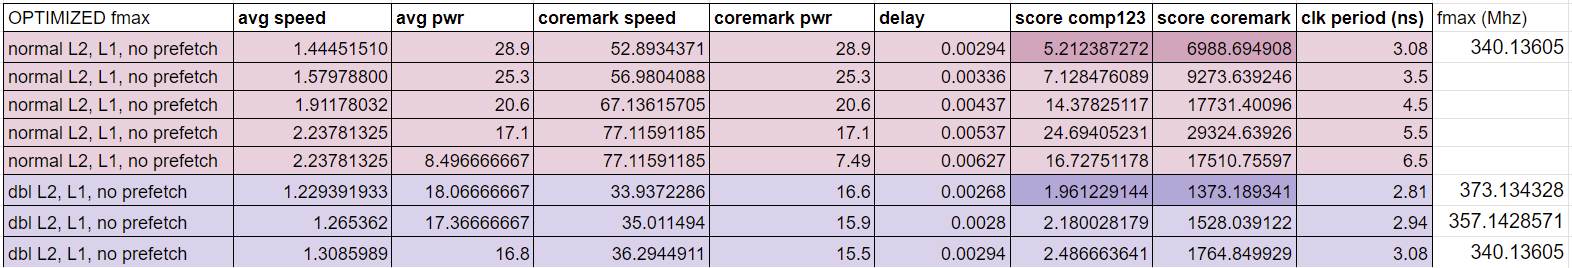 OPTIMIZED fmax avg speed avg pwr coremark speed coremark pwr delay score comp123 score coremark clk period (ns) fmax (Mhz)
normal L2, L1, no prefetch 1.44451510 28.9 52.8934371 28.9 0.00294 5.212387272 6988.694908 3.08 340.13605
normal L2, L1, no prefetch 1.57978800 25.3 56.9804088 25.3 0.00336 7.128476089 9273.639246 3.5
normal L2, L1, no prefetch 1.91178032 20.6 67.13615705 20.6 0.00437 14.37825117 17731.40096 4.5
normal L2, L1, no prefetch 2.23781325 17.1 77.11591185 17.1 0.00537 24.69405231 29324.63926 5.5
normal L2, L1, no prefetch 2.23781325 8.496666667 77.11591185 7.49 0.00627 16.72751178 17510.75597 6.5
dbl L2, L1, no prefetch 1.229391933 18.06666667 33.9372286 16.6 0.00268 1.961229144 1373.189341 2.81 373.134328
dbl L2, L1, no prefetch 1.265362 17.36666667 35.011494 15.9 0.0028 2.180028179 1528.039122 2.94 357.1428571
dbl L2, L1, no prefetch 1.3085989 16.8 36.2944911 15.5 0.00294 2.486663641 1764.849929 3.08 340.13605